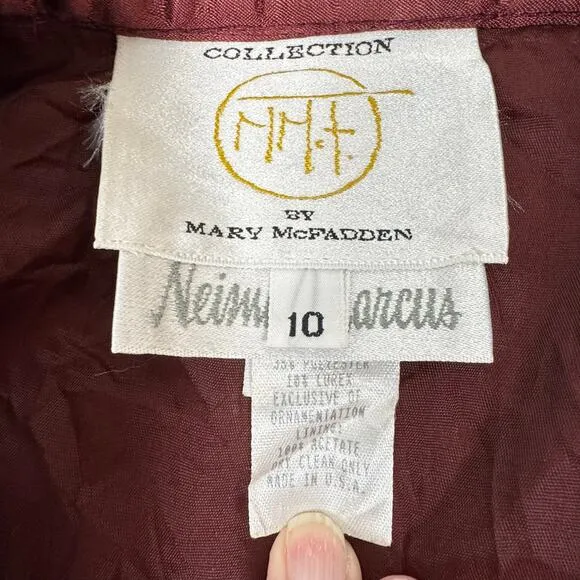 COLLECTION
MM.f.
BY
MARY McFADDEN
Neiman Marcus
10
POLYESTER
10% LUREX
EXCLUSIVE OF
ORNAMENTATION
LINING:
100% ACETATE
DRY CLEAN ONLY
MADE IN U.S.A.